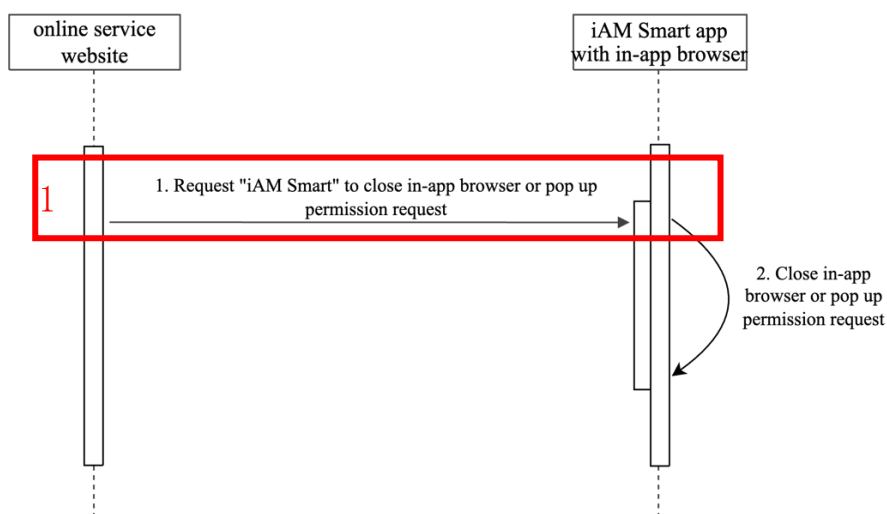 online service
website
iAM Smart app
with in-app browser
1
1. Request "iAM Smart" to close in-app browser or pop up
permission request
2. Close in-app
browser or pop up
permission request